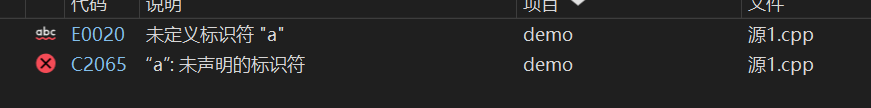 代码 说明 项目 文件
abc E0020 未定义标识符 "a" demo 源1.cpp
C2065 “a”: 未声明的标识符 demo 源1.cpp